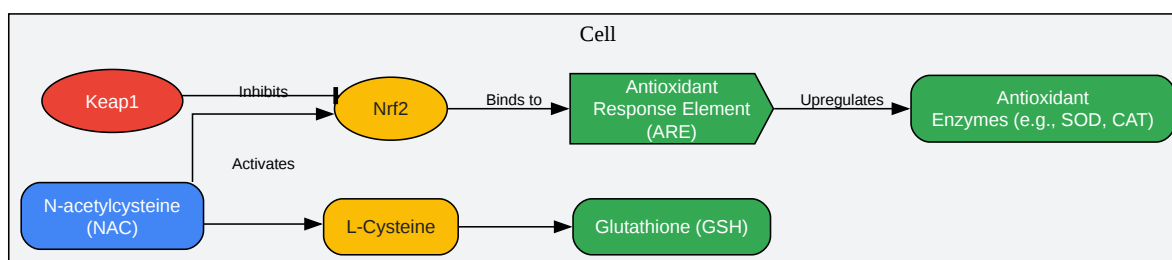 Cell
Keap1
Inhibits
Nrf2
Binds to
Antioxidant
Response Element
(ARE)
Upregulates
Antioxidant
Enzymes (e.g., SOD, CAT)
Activates
N-acetylcysteine
(NAC)
L-Cysteine
Glutathione (GSH)